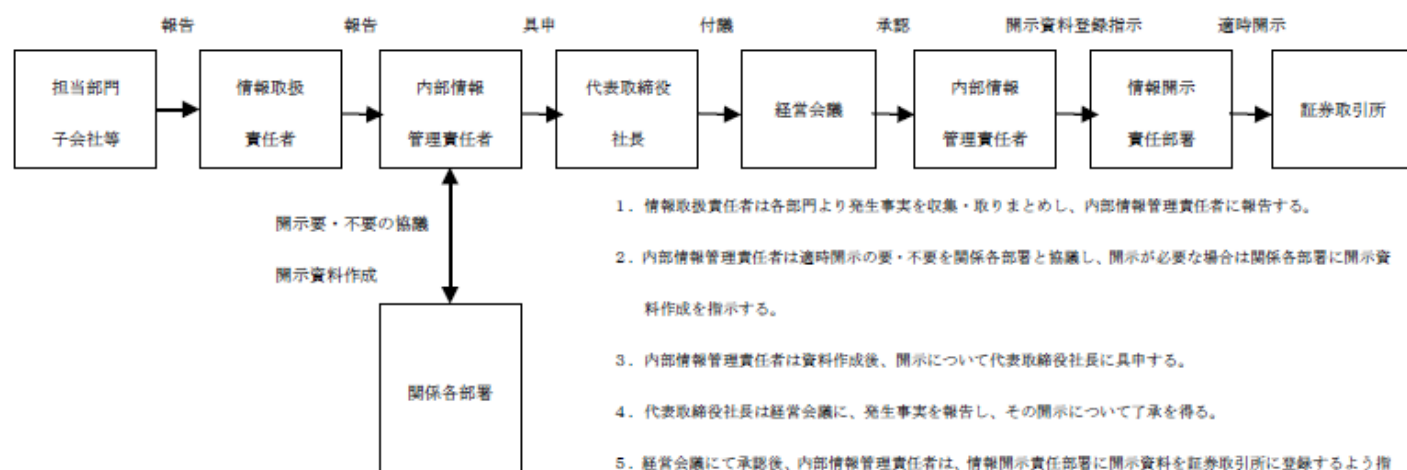 報告 報告 具申 付議 承認 開示資料登録指示 適時開示
担当部門
子会社等
情報取扱
責任者
内部情報
管理責任者
代表取締役
社長
経営会議
内部情報
管理責任者
情報開示
責任部署
証券取引所
開示要・不要の協議
開示資料作成
関係各部署
1．情報取扱責任者は各部門より発生事実を収集・取りまとめし、内部情報管理責任者に報告する。
2．内部情報管理責任者は適時開示の要・不要を関係各部署と協議し、開示が必要な場合は関係各部署に開示資
料作成を指示する。
3．内部情報管理責任者は資料作成後、開示について代表取締役社長に具申する。
4．代表取締役社長は経営会議に、発生事実を報告し、その開示について了承を得る。
5．経営会議にて承認後、内部情報管理責任者は、情報開示責任部署に開示資料を証券取引所に登録するよう指